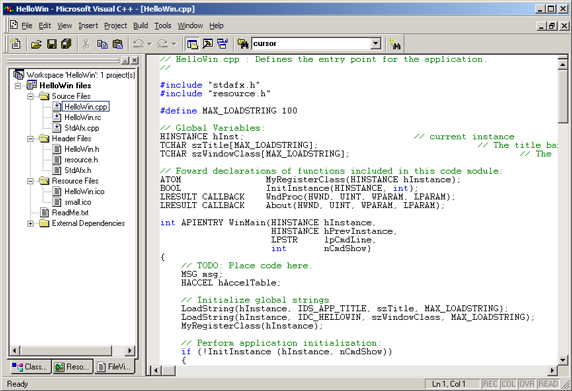 HelloWin - Microsoft Visual C++ - [HelloWin.cpp]
File Edit View Insert Project Build Tools Window Help
cursor
Workspace 'HelloWin': 1 project(s)
HelloWin files
Source Files
HelloWin.cpp
HelloWin.rc
StdAfx.cpp
Header Files
HelloWin.h
resource.h
StdAfx.h
Resource Files
HelloWin.ico
small.ico
ReadMe.txt
External Dependencies
Class...
Reso...
FileVi...
// HelloWin.cpp : Defines the entry point for the application.
//
#include "stdafx.h"
#include "resource.h"
#define MAX_LOADSTRING 100
// Global Variables:
HINSTANCE hInst; // current instance
TCHAR szTitle[MAX_LOADSTRING]; // The title ba
TCHAR szWindowClass[MAX_LOADSTRING]; // The
// Foward declarations of functions included in this code module:
ATOM MyRegisterClass(HINSTANCE hInstance);
BOOL InitInstance(HINSTANCE, int);
LRESULT CALLBACK WndProc(HWND, UINT, WPARAM, LPARAM);
LRESULT CALLBACK About(HWND, UINT, WPARAM, LPARAM);
int APIENTRY WinMain(HINSTANCE hInstance,
HINSTANCE hPrevInstance,
LPSTR lpCmdLine,
int nCmdShow)
{
// TODO: Place code here.
MSG msg;
HACCEL hAccelTable;
// Initialize global strings
LoadString(hInstance, IDS_APP_TITLE, szTitle, MAX_LOADSTRING);
LoadString(hInstance, IDC_HELLOWIN, szWindowClass, MAX_LOADSTRING);
MyRegisterClass(hInstance);
// Perform application initialization:
if (!InitInstance (hInstance, nCmdShow))
{
Ready
Ln 1, Col 1
REC COL OVR READ